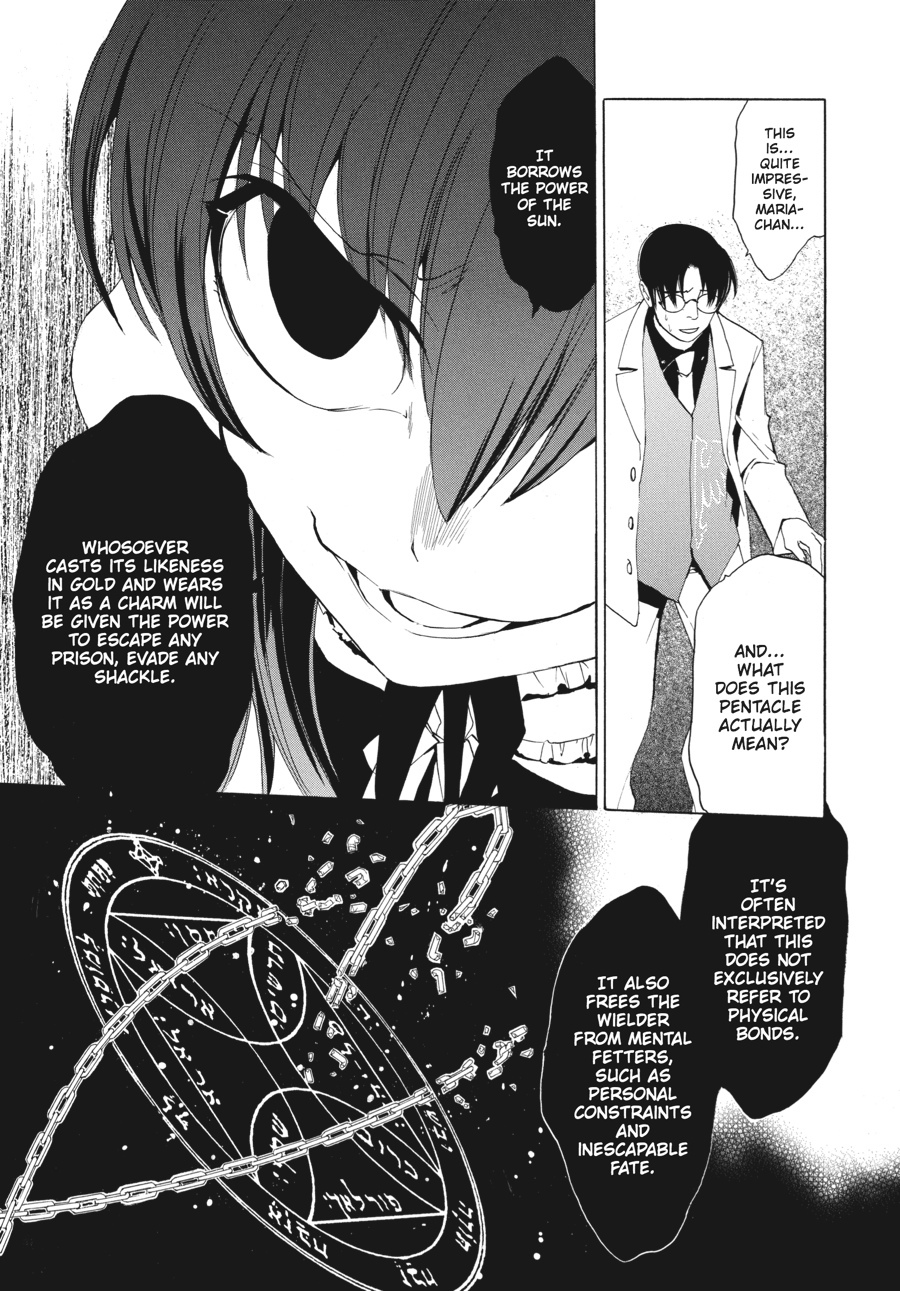 THIS
IS...
QUITE
IMPRES-
SIVE,
MARIA-
CHAN...
AND...
WHAT
DOES THIS
PENTACLE
ACTUALLY
MEAN?
IT
BORROWS
THE POWER
OF THE
SUN.
WHOSOEVER
CASTS ITS LIKENESS
IN GOLD AND WEARS
IT AS A CHARM WILL
BE GIVEN THE POWER
TO ESCAPE ANY
PRISON, EVADE ANY
SHACKLE.
IT'S
OFTEN
INTERPRETED
THAT THIS
DOES NOT
EXCLUSIVELY
REFER TO
PHYSICAL
BONDS.
IT ALSO
FREES THE
WIELDER
FROM MENTAL
FETTERS,
SUCH AS
PERSONAL
CONSTRAINTS
AND
INESCAPABLE
FATE.